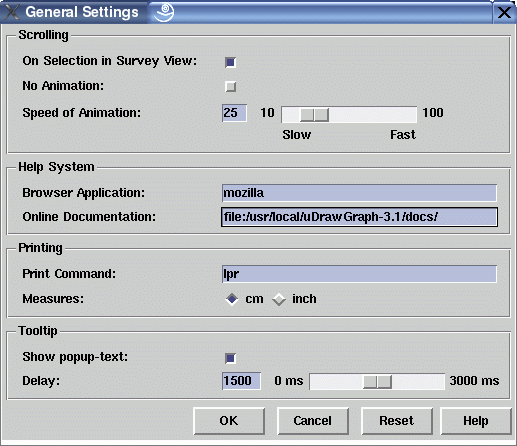 General Settings
Scrolling
On Selection in Survey View:
No Animation:
Speed of Animation: 25 10 100
Slow Fast
Help System
Browser Application: mozilla
Online Documentation: file:/usr/local/uDrawGraph-3.1/docs/
Printing
Print Command: lpr
Measures: cm inch
Tooltip
Show popup-text:
Delay: 1500 0 ms 3000 ms
OK Cancel Reset Help